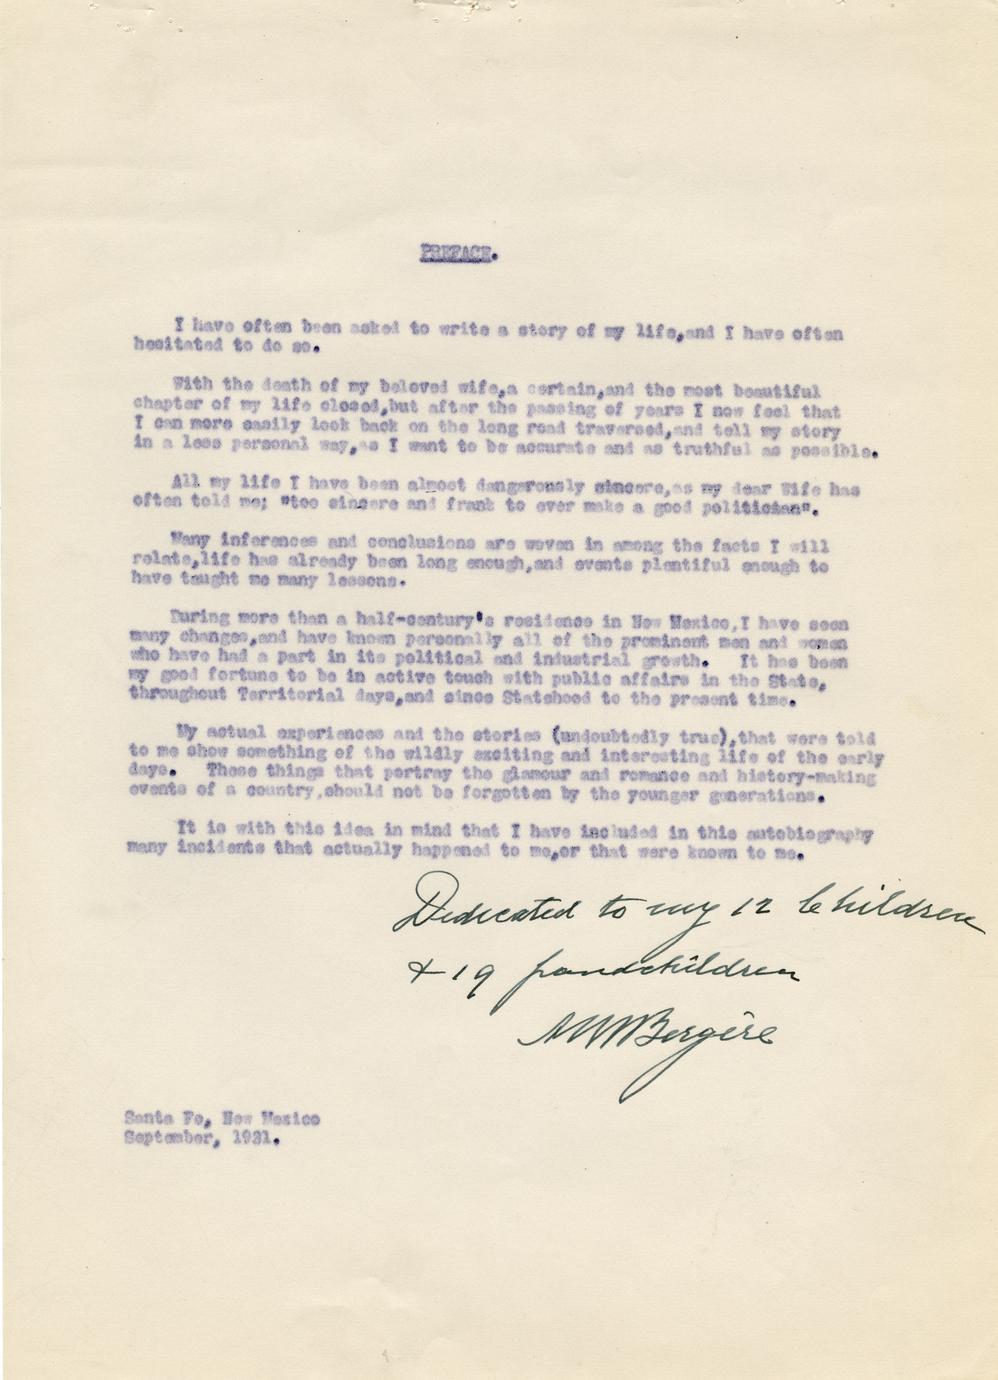 PREFACE.
I have often been asked to write a story of my life,and I have often
hesitated to do so.
With the death of my beloved wife,a certain,and the most beautiful
chapter of my life closed,but after the passing of years I now feel that
I can more easily look back on the long road traversed,and tell my story
in a less personal way,as I want to be accurate and as truthful as possible.
All my life I have been almost dangerously sincere,as my dear Wife has
often told me; "too sincere and frank to ever make a good politician".
Many inferences and conclusions are woven in among the facts I will
relate,life has already been long enough,and events plentiful enough to
have taught me many lessons.
During more than a half-century's residence in New Mexico,I have seen
many changes,and have known personally all of the prominent men and women
who have had a part in its political and industrial growth. It has been
my good fortune to be in active touch with public affairs in the State,
throughout Territorial days,and since Statehood to the present time.
My actual experiences and the stories (undoubtedly true),that were told
to me show something of the wildly exciting and interesting life of the early
days. These things that portray the glamour and romance and history-making
events of a country,should not be forgotten by the younger generations.
It is with this idea in mind that I have included in this autobiography
many incidents that actually happened to me,or that were known to me.
Dedicated to my 12 Children
+ 19 grandchildren
AMBergère
Santa Fe, New Mexico
September, 1931.